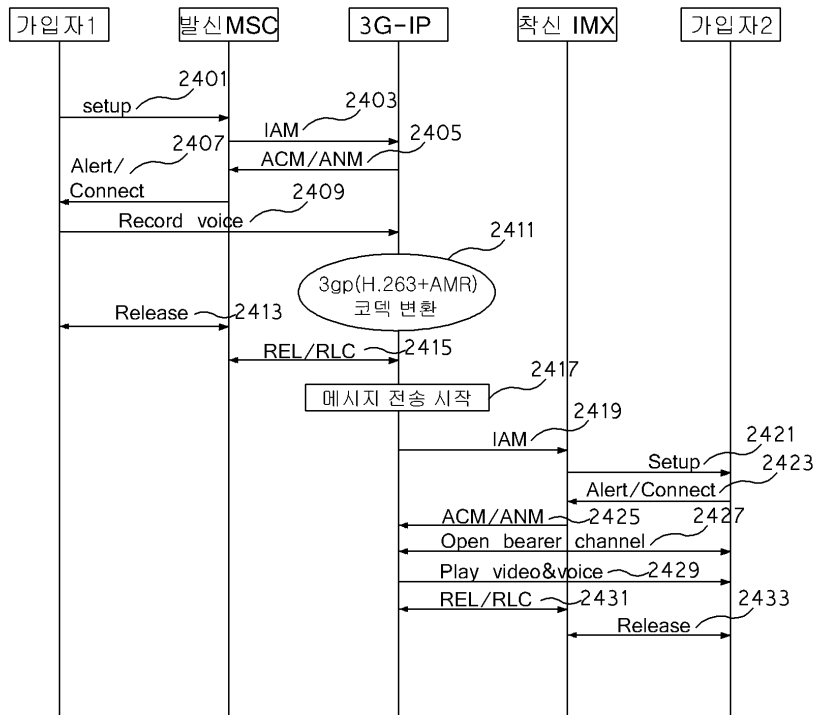 가입자1
발신MSC
3G-IP
착신 IMX
가입자2
2401
setup
2403
IAM
2405
ACM/ANM
2407
Alert/
Connect
2409
Record voice
2411
3gp(H.263+AMR)
코덱 변환
Release 2413
REL/RLC 2415
2417
메시지 전송 시작
2419
IAM
2421
Setup
2423
Alert/Connect
ACM/ANM 2425 2427
Open bearer channel
Play video&voice 2429
REL/RLC 2431
2433
Release